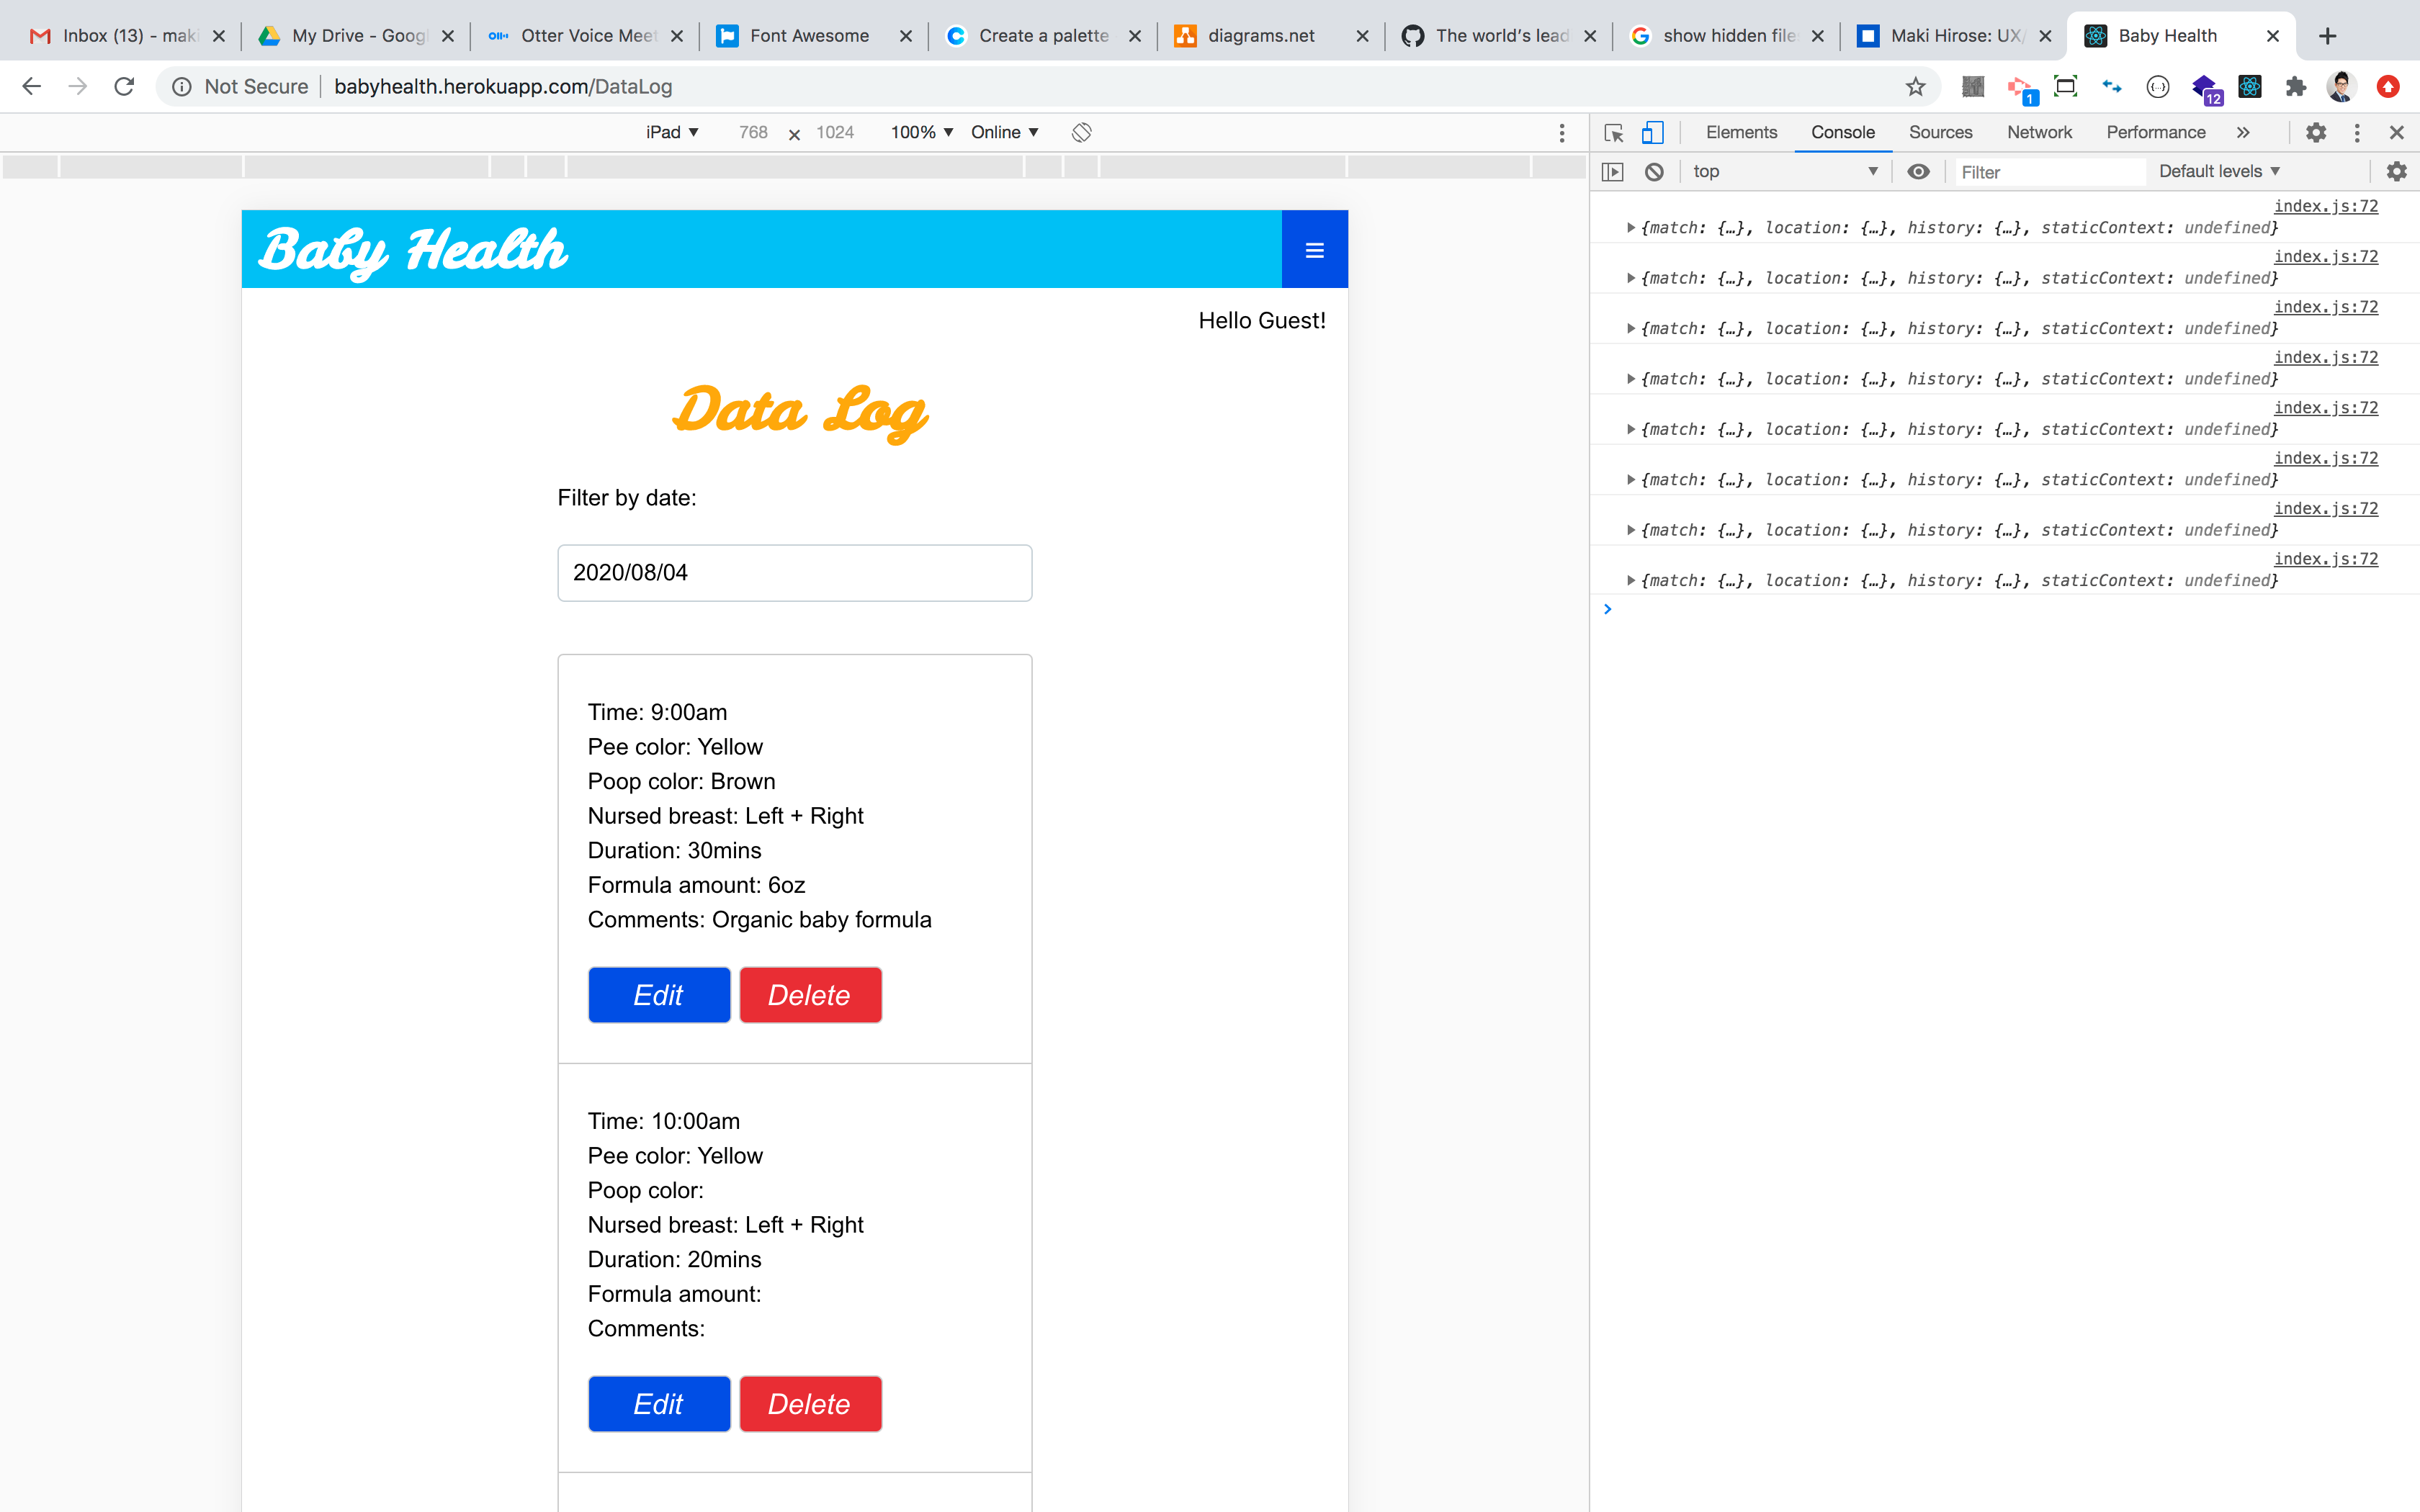 Inbox (13) - maki
My Drive - Googl
Otter Voice Meet
Font Awesome
Create a palette
diagrams.net
The world's lead
show hidden files
Maki Hirose: UX/
Baby Health
Not Secure | babyhealth.herokuapp.com/DataLog
1
12
iPad ▼ 768 × 1024 100% ▼ Online ▼
Elements Console Sources Network Performance »
top ▼ Filter Default levels ▼
Baby Health
Hello Guest!
Data Log
Filter by date:
2020/08/04
Time: 9:00am
Pee color: Yellow
Poop color: Brown
Nursed breast: Left + Right
Duration: 30mins
Formula amount: 6oz
Comments: Organic baby formula
Edit Delete
Time: 10:00am
Pee color: Yellow
Poop color:
Nursed breast: Left + Right
Duration: 20mins
Formula amount:
Comments:
Edit Delete
index.js:72
▶{match: {…}, location: {…}, history: {…}, staticContext: undefined}
index.js:72
▶{match: {…}, location: {…}, history: {…}, staticContext: undefined}
index.js:72
▶{match: {…}, location: {…}, history: {…}, staticContext: undefined}
index.js:72
▶{match: {…}, location: {…}, history: {…}, staticContext: undefined}
index.js:72
▶{match: {…}, location: {…}, history: {…}, staticContext: undefined}
index.js:72
▶{match: {…}, location: {…}, history: {…}, staticContext: undefined}
index.js:72
▶{match: {…}, location: {…}, history: {…}, staticContext: undefined}
index.js:72
▶{match: {…}, location: {…}, history: {…}, staticContext: undefined}